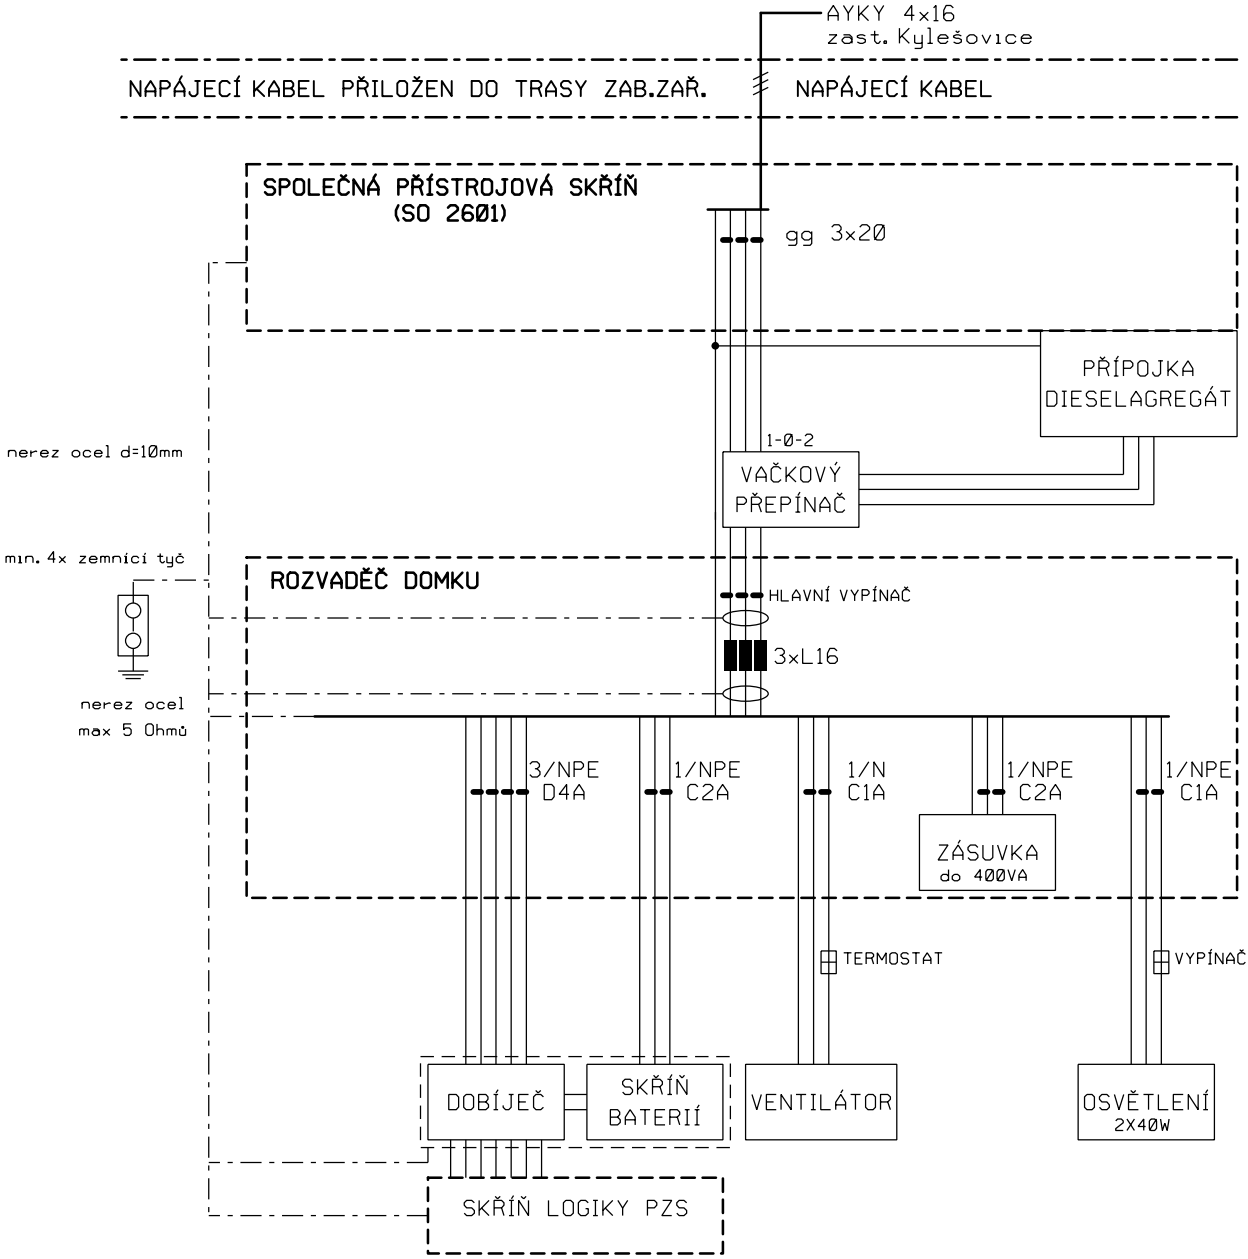 AYKY 4x16
zast. Kylešovice
NAPÁJECÍ KABEL PŘILOŽEN DO TRASY ZAB.ZAŘ.
NAPÁJECÍ KABEL
SPOLEČNÁ PŘÍSTROJOVÁ SKŘÍŇ
(SO 2601)
gg 3x20
PŘÍPOJKA
DIESELAGREGÁT
1-0-2
VAČKOVÝ
PŘEPÍNAČ
nerez ocel d=10mm
min. 4x zemnící tyč
ROZVADĚČ DOMKU
HLAVNÍ VYPÍNAČ
3xL16
nerez ocel
max 5 Ohmů
3/NPE
D4A
1/NPE
C2A
1/N
C1A
1/NPE
C2A
1/NPE
C1A
ZÁSUVKA
do 400VA
TERMOSTAT
VYPÍNAČ
DOBÍJEČ
SKŘÍŇ
BATERIÍ
VENTILÁTOR
OSVĚTLENÍ
2X40W
SKŘÍŇ LOGIKY PZS